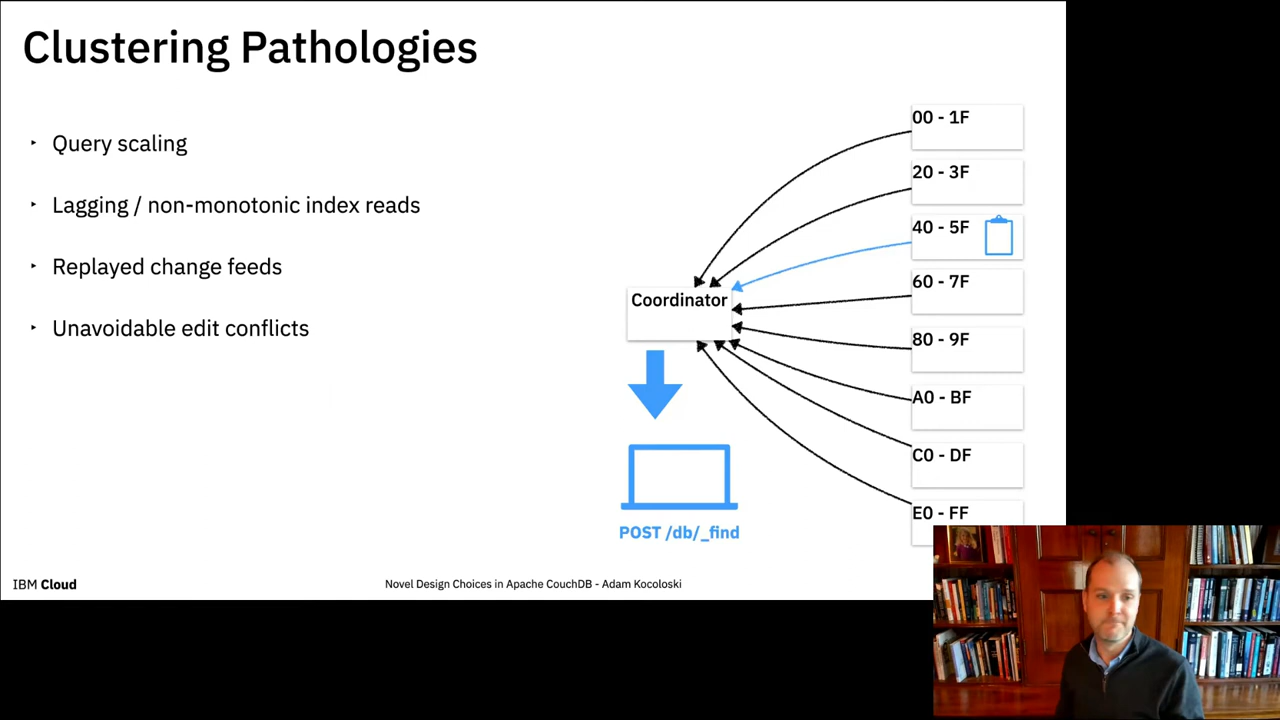 Clustering Pathologies
Query scaling
Lagging / non-monotonic index reads
Replayed change feeds
Unavoidable edit conflicts
00 - 1F
20 - 3F
40 - 5F
60 - 7F
80 - 9F
A0 - BF
C0 - DF
E0 - FF
Coordinator
POST /db/_find
IBM Cloud
Novel Design Choices in Apache CouchDB - Adam Kocoloski